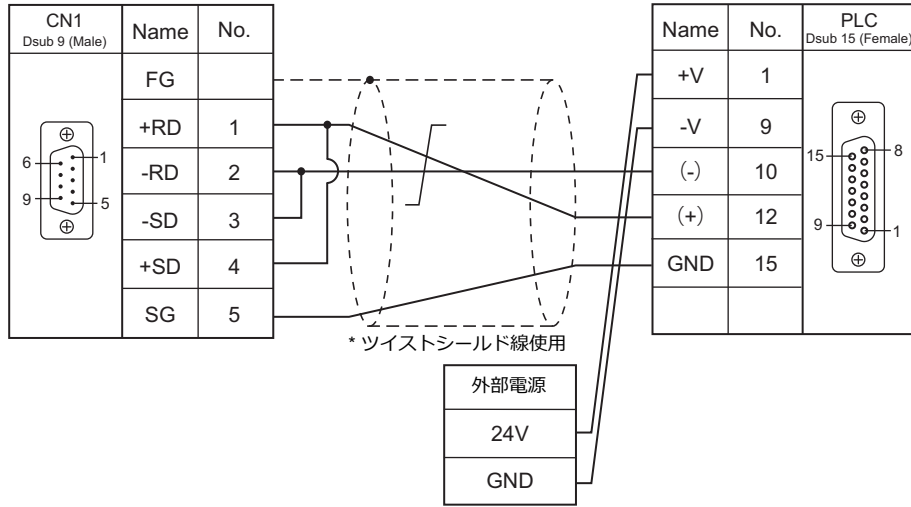 CN1
Dsub 9 (Male)
Name
No.
FG
+RD
1
-RD
2
-SD
3
+SD
4
SG
5
6
1
9
5
* ツイストシールド線使用
Name
No.
PLC
Dsub 15 (Female)
+V
1
-V
9
(-)
10
(+)
12
GND
15
15
8
9
1
外部電源
24V
GND